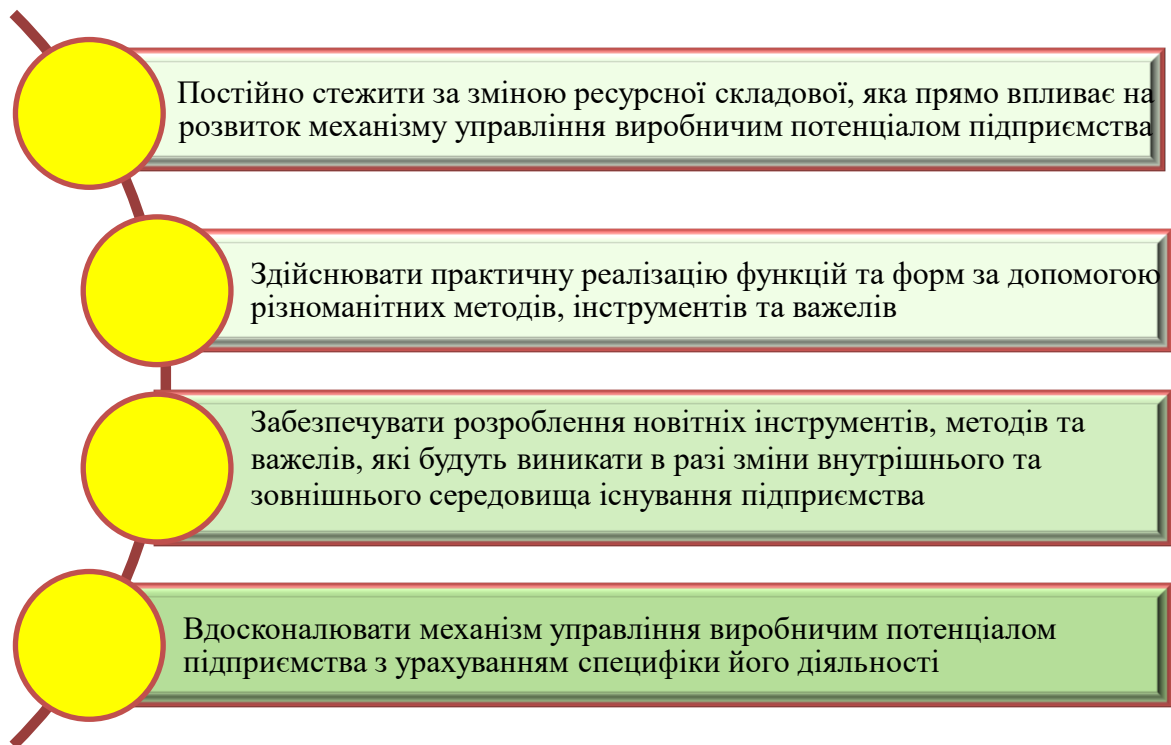 Постійно стежити за зміною ресурсної складової, яка прямо впливає на
розвиток механізму управління виробничим потенціалом підприємства
Здійснювати практичну реалізацію функцій та форм за допомогою
різноманітних методів, інструментів та важелів
Забезпечувати розроблення новітніх інструментів, методів та
важелів, які будуть виникати в разі зміни внутрішнього та
зовнішнього середовища існування підприємства
Вдосконалювати механізм управління виробничим потенціалом
підприємства з урахуванням специфіки його діяльності